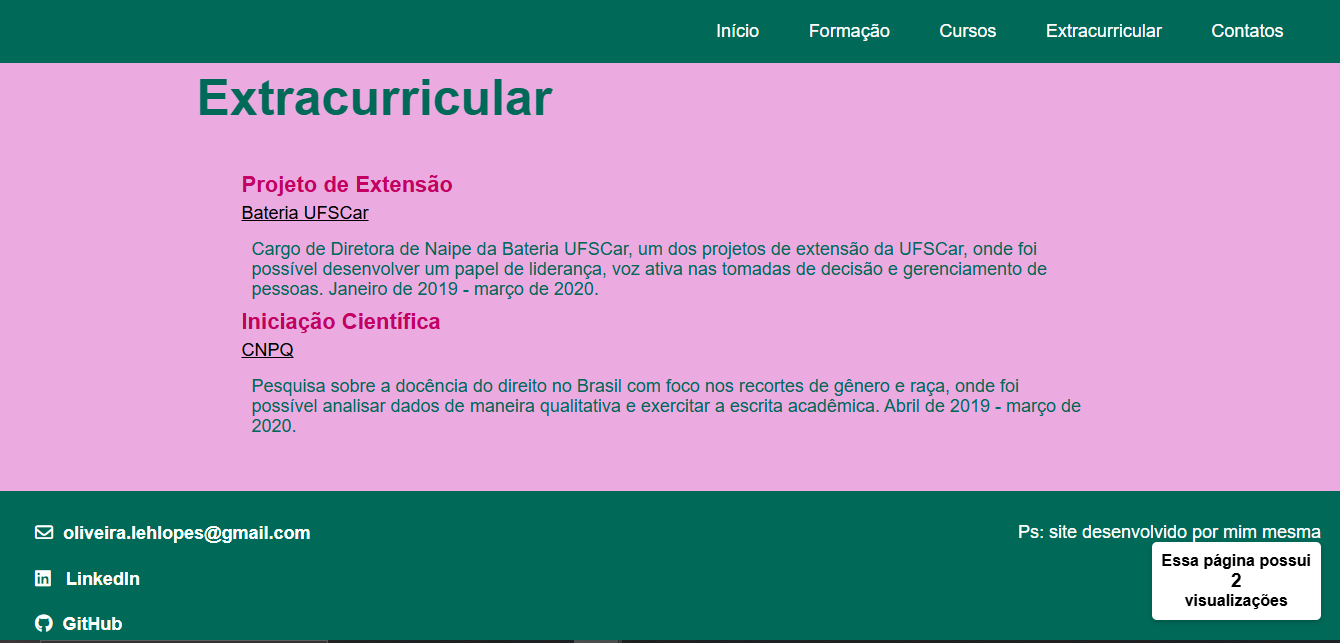 Início Formação Cursos Extracurricular Contatos
Extracurricular
Projeto de Extensão
Bateria UFSCar
Cargo de Diretora de Naipe da Bateria UFSCar, um dos projetos de extensão da UFSCar, onde foi
possível desenvolver um papel de liderança, voz ativa nas tomadas de decisão e gerenciamento de
pessoas. Janeiro de 2019 - março de 2020.
Iniciação Científica
CNPQ
Pesquisa sobre a docência do direito no Brasil com foco nos recortes de gênero e raça, onde foi
possível analisar dados de maneira qualitativa e exercitar a escrita acadêmica. Abril de 2019 - março de
2020.
oliveira.lehlopes@gmail.com
LinkedIn
GitHub
Ps: site desenvolvido por mim mesma
Essa página possui
2
visualizações